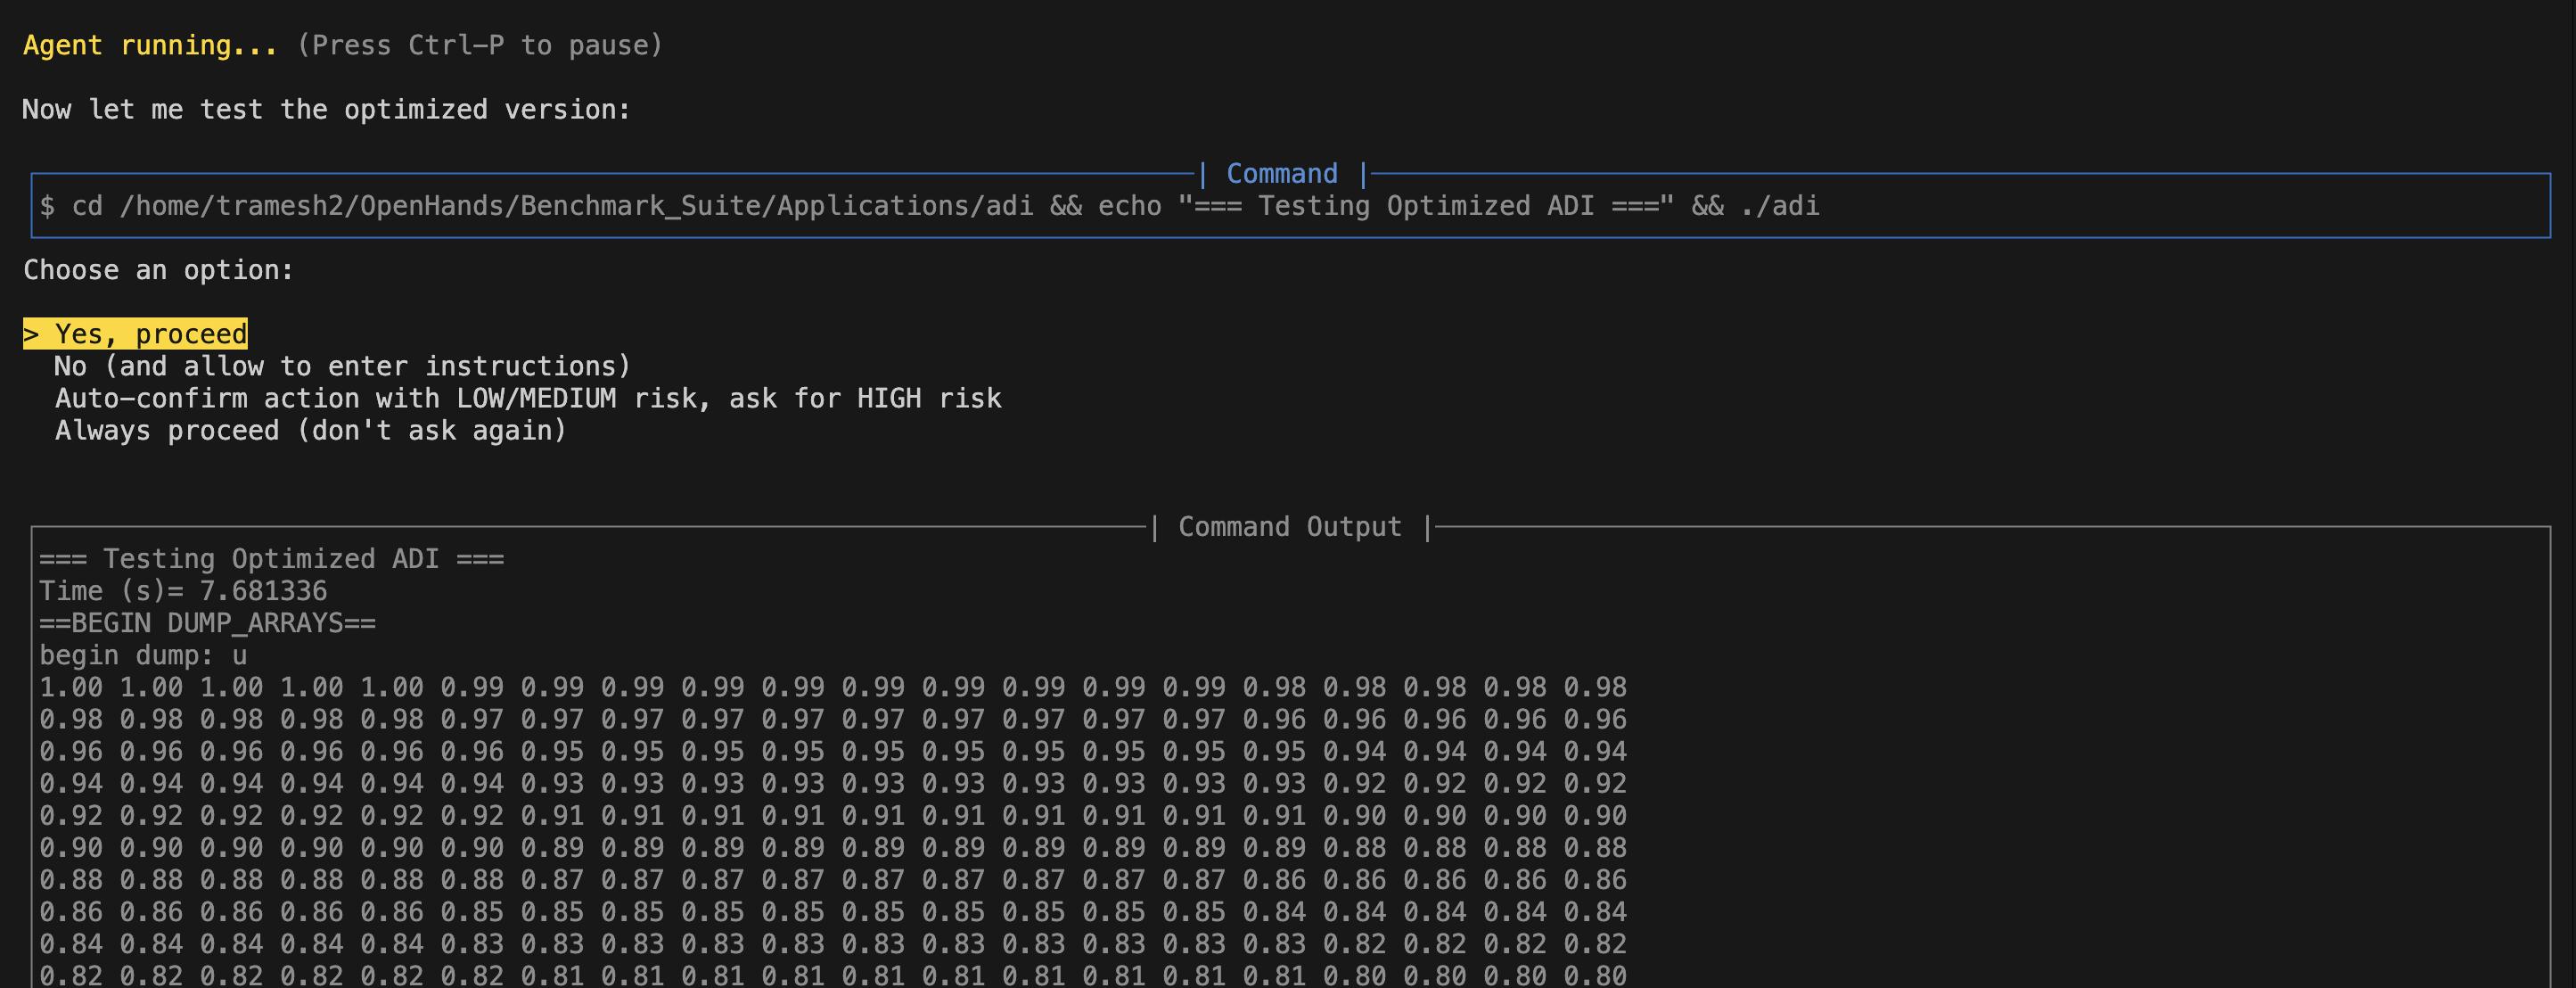 Agent running... (Press Ctrl-P to pause)
Now let me test the optimized version:
| Command |
$ cd /home/tramesh2/OpenHands/Benchmark_Suite/Applications/adi && echo "=== Testing Optimized ADI ===" && ./adi
Choose an option:
> Yes, proceed
No (and allow to enter instructions)
Auto-confirm action with LOW/MEDIUM risk, ask for HIGH risk
Always proceed (don't ask again)
| Command Output |
=== Testing Optimized ADI ===
Time (s)= 7.681336
==BEGIN DUMP_ARRAYS==
begin dump: u
1.00 1.00 1.00 1.00 1.00 0.99 0.99 0.99 0.99 0.99 0.99 0.99 0.99 0.99 0.99 0.98 0.98 0.98 0.98 0.98
0.98 0.98 0.98 0.98 0.98 0.97 0.97 0.97 0.97 0.97 0.97 0.97 0.97 0.97 0.97 0.96 0.96 0.96 0.96 0.96
0.96 0.96 0.96 0.96 0.96 0.96 0.95 0.95 0.95 0.95 0.95 0.95 0.95 0.95 0.95 0.95 0.94 0.94 0.94 0.94
0.94 0.94 0.94 0.94 0.94 0.94 0.93 0.93 0.93 0.93 0.93 0.93 0.93 0.93 0.93 0.93 0.92 0.92 0.92 0.92
0.92 0.92 0.92 0.92 0.92 0.92 0.91 0.91 0.91 0.91 0.91 0.91 0.91 0.91 0.91 0.91 0.90 0.90 0.90 0.90
0.90 0.90 0.90 0.90 0.90 0.90 0.89 0.89 0.89 0.89 0.89 0.89 0.89 0.89 0.89 0.89 0.88 0.88 0.88 0.88
0.88 0.88 0.88 0.88 0.88 0.88 0.87 0.87 0.87 0.87 0.87 0.87 0.87 0.87 0.87 0.86 0.86 0.86 0.86 0.86
0.86 0.86 0.86 0.86 0.86 0.85 0.85 0.85 0.85 0.85 0.85 0.85 0.85 0.85 0.85 0.84 0.84 0.84 0.84 0.84
0.84 0.84 0.84 0.84 0.84 0.83 0.83 0.83 0.83 0.83 0.83 0.83 0.83 0.83 0.83 0.83 0.82 0.82 0.82 0.82
0.82 0.82 0.82 0.82 0.82 0.82 0.81 0.81 0.81 0.81 0.81 0.81 0.81 0.81 0.81 0.81 0.80 0.80 0.80 0.80